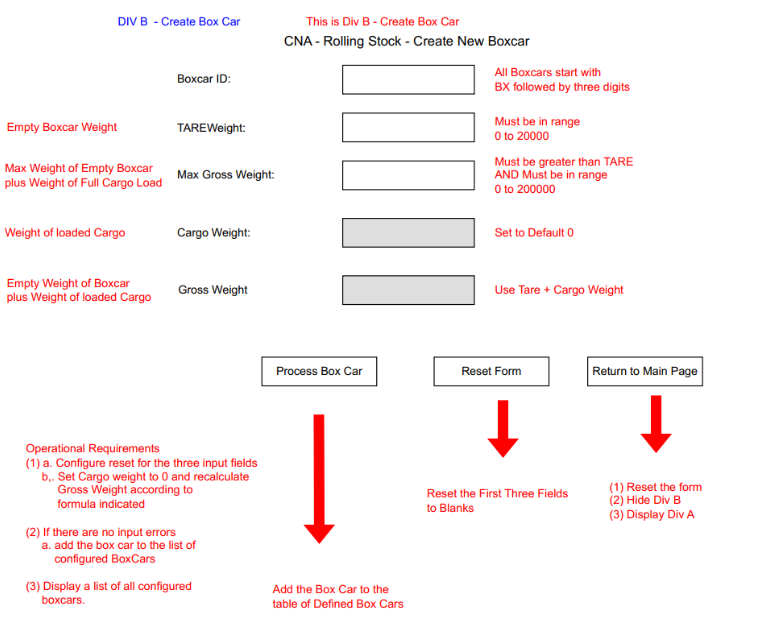 DIV B - Create Box Car
This is Div B - Create Box Car
CNA - Rolling Stock - Create New Boxcar
Boxcar ID:
All Boxcars start with
BX followed by three digits
Empty Boxcar Weight
TAREWeight:
Must be in range
0 to 20000
Max Weight of Empty Boxcar
plus Weight of Full Cargo Load
Max Gross Weight:
Must be greater than TARE
AND Must be in range
0 to 200000
Weight of loaded Cargo
Cargo Weight:
Set to Default 0
Empty Weight of Boxcar
plus Weight of loaded Cargo
Gross Weight
Use Tare + Cargo Weight
Process Box Car
Reset Form
Return to Main Page
Operational Requirements
(1) a. Configure reset for the three input fields
b,. Set Cargo weight to 0 and recalculate
Gross Weight according to
formula indicated
(2) If there are no input errors
a. add the box car to the list of
configured BoxCars
(3) Display a list of all configured
boxcars.
Add the Box Car to the
table of Defined Box Cars
Reset the First Three Fields
to Blanks
(1) Reset the form
(2) Hide Div B
(3) Display Div A